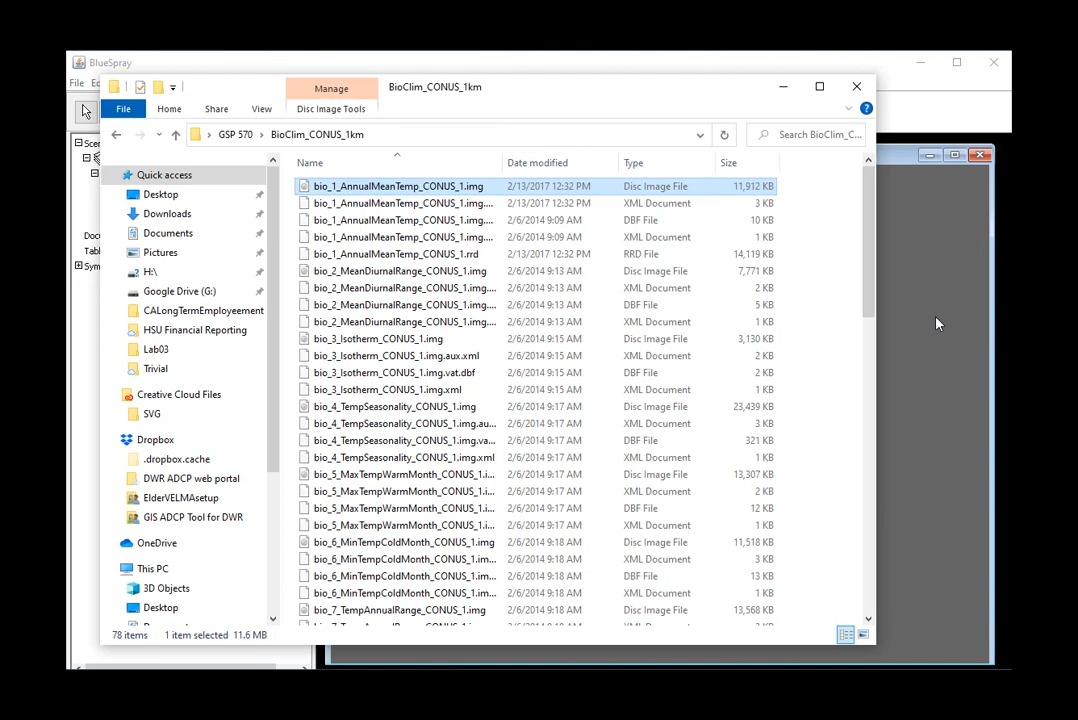 BlueSpray
File
Manage
BioClim_CONUS_1km
File
Home
Share
View
Disc Image Tools
GSP 570 > BioClim_CONUS_1km
Search BioClim_C...
Scen
Name
Date modified
Type
Size
Quick access
Desktop
Downloads
Documents
Pictures
H:\
Google Drive (G:)
CALongTermEmployeement
HSU Financial Reporting
Lab03
Trivial
Creative Cloud Files
SVG
Dropbox
.dropbox.cache
DWR ADCP web portal
ElderVELMAsetup
GIS ADCP Tool for DWR
OneDrive
This PC
3D Objects
Desktop
bio_1_AnnualMeanTemp_CONUS_1.img 2/13/2017 12:32 PM Disc Image File 11,912 KB
bio_1_AnnualMeanTemp_CONUS_1.img.... 2/13/2017 12:32 PM XML Document 3 KB
bio_1_AnnualMeanTemp_CONUS_1.img.... 2/6/2014 9:09 AM DBF File 10 KB
bio_1_AnnualMeanTemp_CONUS_1.img.... 2/6/2014 9:09 AM XML Document 1 KB
bio_1_AnnualMeanTemp_CONUS_1.rrd 2/13/2017 12:32 PM RRD File 14,119 KB
bio_2_MeanDiurnalRange_CONUS_1.img 2/6/2014 9:13 AM Disc Image File 7,771 KB
bio_2_MeanDiurnalRange_CONUS_1.img.... 2/6/2014 9:13 AM XML Document 2 KB
bio_2_MeanDiurnalRange_CONUS_1.img.... 2/6/2014 9:13 AM DBF File 5 KB
bio_2_MeanDiurnalRange_CONUS_1.img.... 2/6/2014 9:13 AM XML Document 1 KB
bio_3_Isotherm_CONUS_1.img 2/6/2014 9:15 AM Disc Image File 3,130 KB
bio_3_Isotherm_CONUS_1.img.aux.xml 2/6/2014 9:15 AM XML Document 2 KB
bio_3_Isotherm_CONUS_1.img.vat.dbf 2/6/2014 9:15 AM DBF File 2 KB
bio_3_Isotherm_CONUS_1.img.xml 2/6/2014 9:15 AM XML Document 1 KB
bio_4_TempSeasonality_CONUS_1.img 2/6/2014 9:17 AM Disc Image File 23,439 KB
bio_4_TempSeasonality_CONUS_1.img.au... 2/6/2014 9:17 AM XML Document 3 KB
bio_4_TempSeasonality_CONUS_1.img.va... 2/6/2014 9:17 AM DBF File 321 KB
bio_4_TempSeasonality_CONUS_1.img.xml 2/6/2014 9:17 AM XML Document 1 KB
bio_5_MaxTempWarmMonth_CONUS_1.i... 2/6/2014 9:17 AM Disc Image File 13,307 KB
bio_5_MaxTempWarmMonth_CONUS_1.i... 2/6/2014 9:17 AM XML Document 2 KB
bio_5_MaxTempWarmMonth_CONUS_1.i... 2/6/2014 9:17 AM DBF File 12 KB
bio_5_MaxTempWarmMonth_CONUS_1.i... 2/6/2014 9:17 AM XML Document 1 KB
bio_6_MinTempColdMonth_CONUS_1.img 2/6/2014 9:18 AM Disc Image File 11,518 KB
bio_6_MinTempColdMonth_CONUS_1.im... 2/6/2014 9:18 AM XML Document 3 KB
bio_6_MinTempColdMonth_CONUS_1.im... 2/6/2014 9:18 AM DBF File 13 KB
bio_6_MinTempColdMonth_CONUS_1.im... 2/6/2014 9:18 AM XML Document 1 KB
bio_7_TempAnnualRange_CONUS_1.img 2/6/2014 9:18 AM Disc Image File 13,568 KB
78 items
1 item selected 11.6 MB